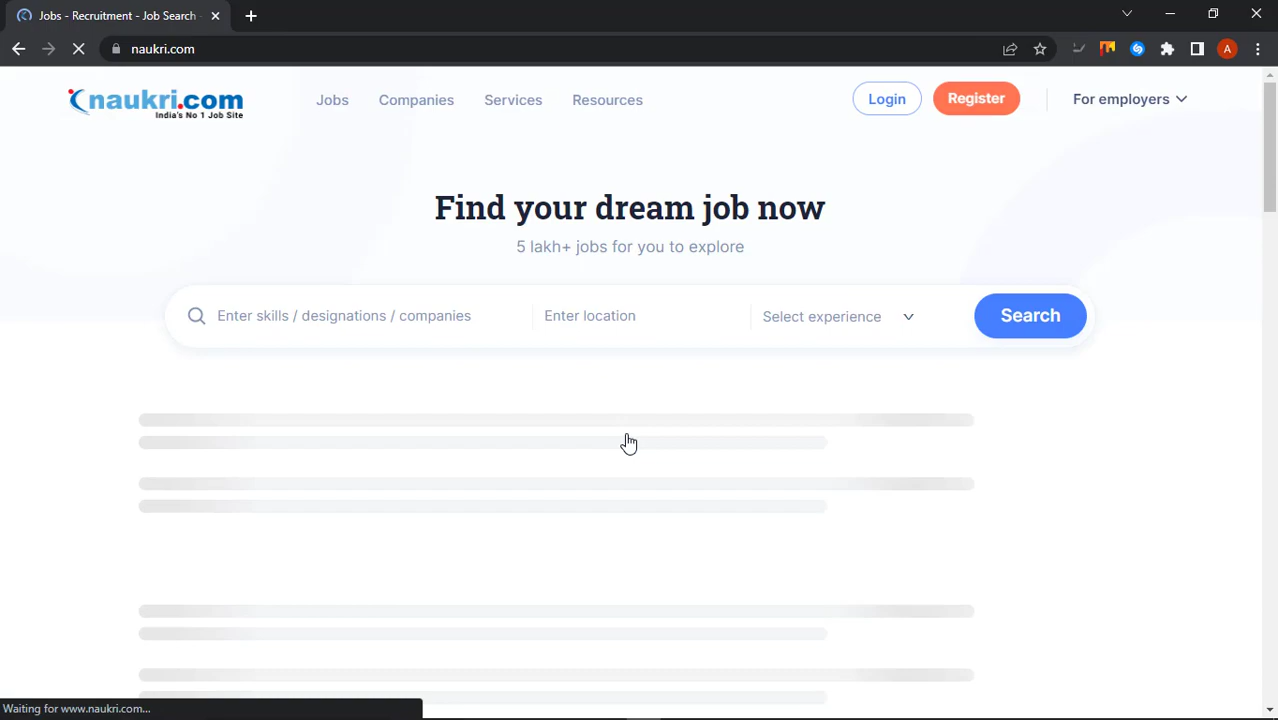 Jobs - Recruitment - Job Search -
naukri.com
A
naukri.com
India's No 1 Job Site
Jobs
Companies
Services
Resources
Login
Register
For employers
Find your dream job now
5 lakh+ jobs for you to explore
Enter skills / designations / companies
Enter location
Select experience
Search
Waiting for www.naukri.com...